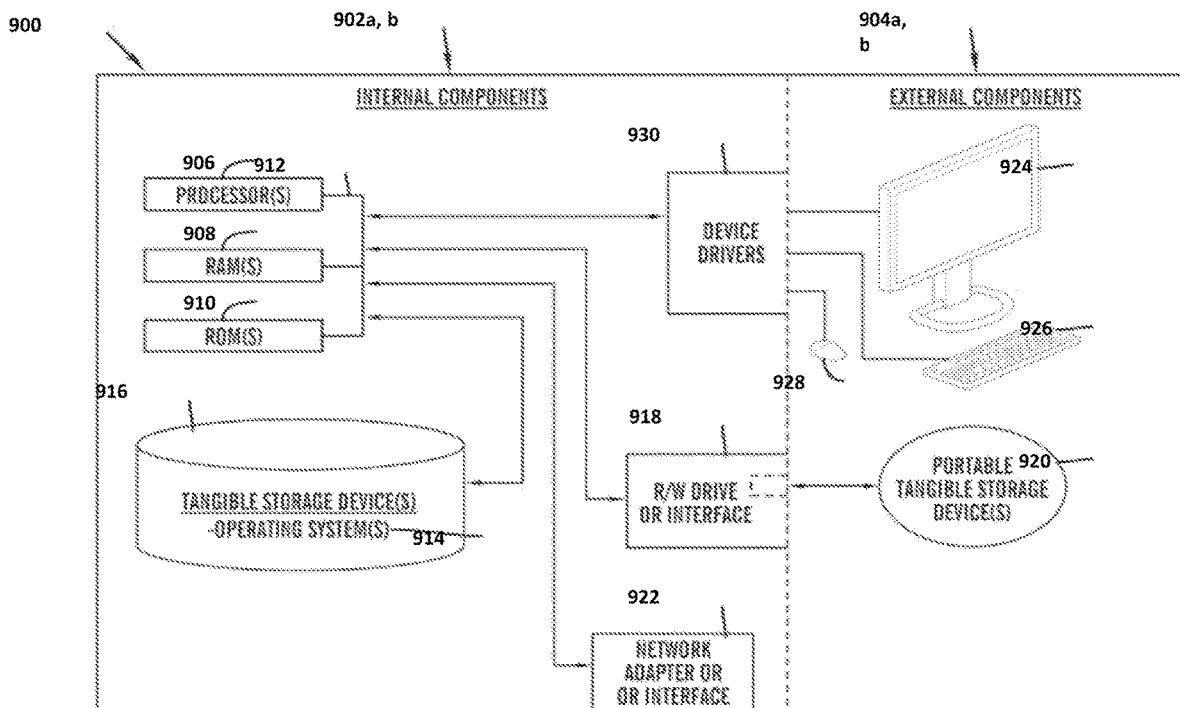 900
902a, b
904a,
b
INTERNAL COMPONENTS
EXTERNAL COMPONENTS
930
906
912
PROCESSOR(S)
924
908
DEVICE
DRIVERS
RAM(S)
910
ROM(S)
926
928
916
918
920
PORTABLE
TANGIBLE STORAGE
DEVICE(S)
R/W DRIVE
OR INTERFACE
TANGIBLE STORAGE DEVICE(S)
-OPERATING SYSTEM(S)
914
922
NETWORK
ADAPTER OR
OR INTERFACE